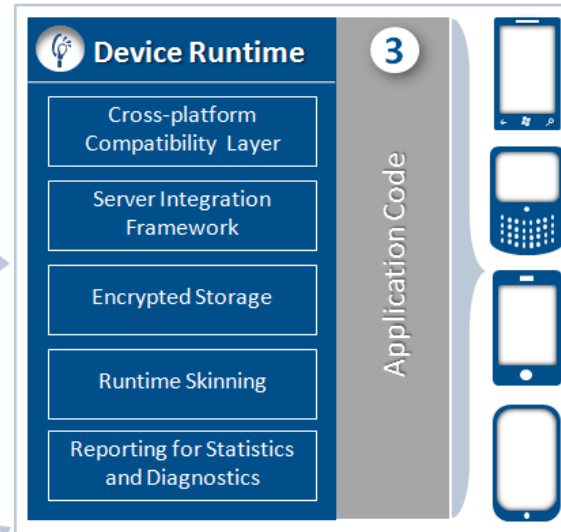 Device Runtime
3
Cross-platform
Compatibility Layer
Server Integration
Framework
Encrypted Storage
Runtime Skinning
Reporting for Statistics
and Diagnostics
Application Code